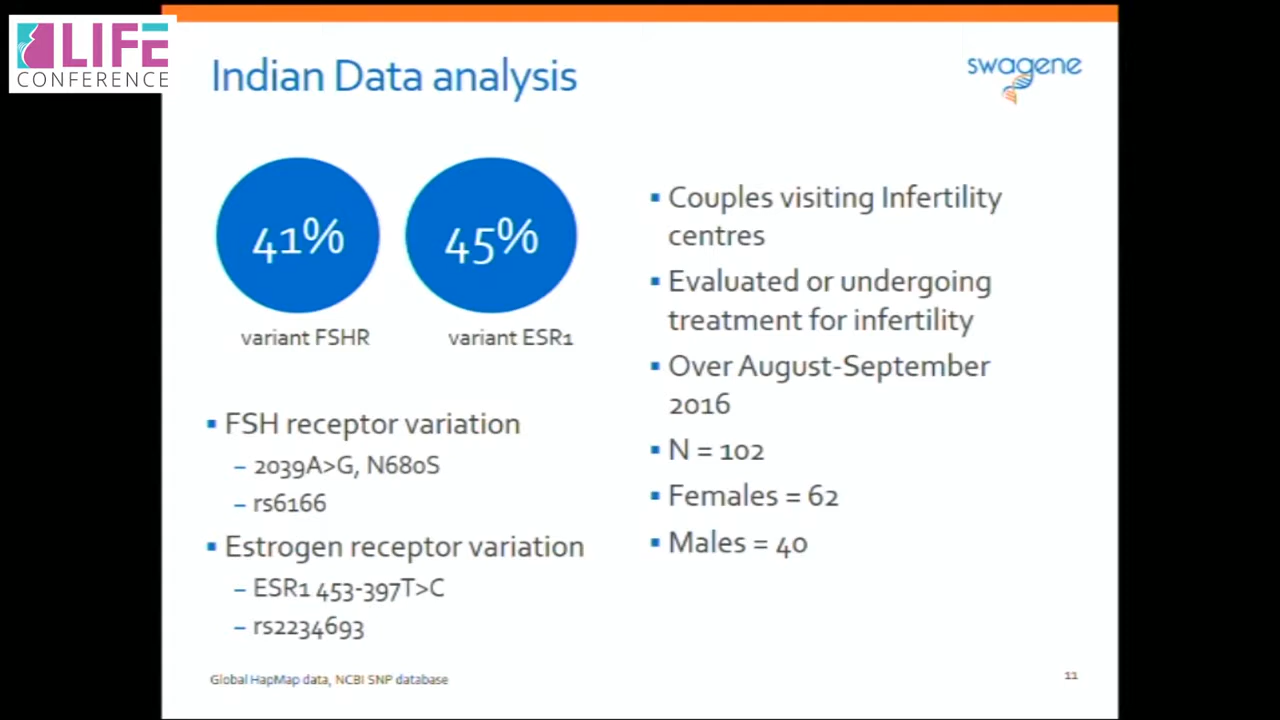 LIFE
CONFERENCE
Indian Data analysis
swagene
41%
45%
variant FSHR
variant ESR1
▪ FSH receptor variation
– 2039A>G, N680S
– rs6166
▪ Estrogen receptor variation
– ESR1 453-397T>C
– rs2234693
▪ Couples visiting Infertility
centres
▪ Evaluated or undergoing
treatment for infertility
▪ Over August-September
2016
▪ N = 102
▪ Females = 62
▪ Males = 40
Global HapMap data, NCBI SNP database
11